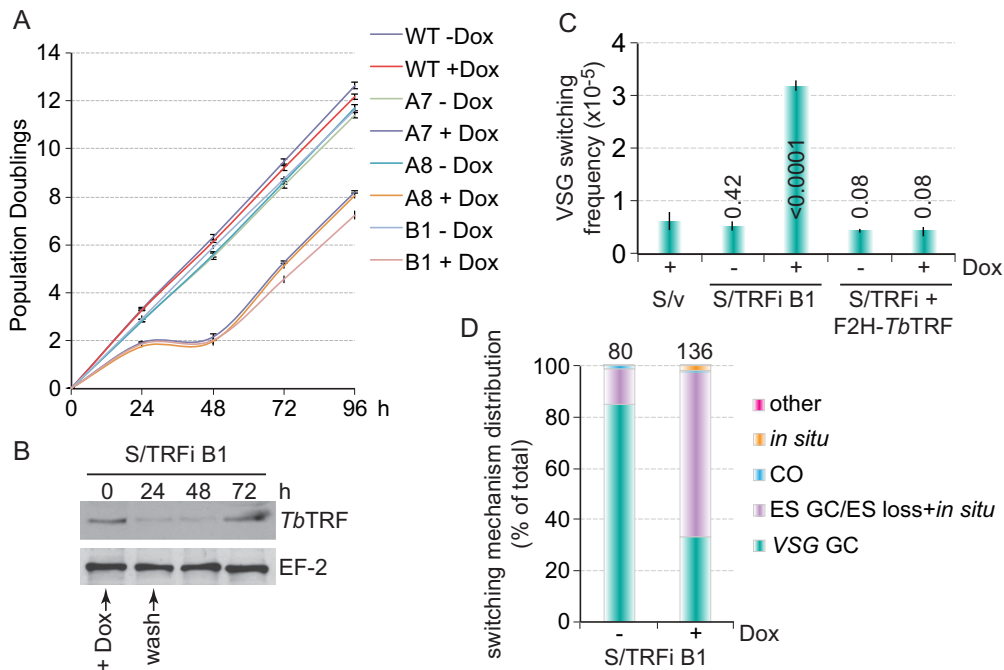 A
Population Doublings
14
12
10
8
6
4
2
0
0 24 48 72 96 h
WT -Dox
WT +Dox
A7 - Dox
A7 + Dox
A8 - Dox
A8 + Dox
B1 - Dox
B1 + Dox
B
S/TRFi B1
0 24 48 72 h
TbTRF
EF-2
+ Dox→
wash→
C
VSG switching
frequency (x10-5)
4
3
2
1
0
0.42
<0.0001
0.08
0.08
+ - + - + Dox
S/v S/TRFi B1 S/TRFi +
F2H-TbTRF
D
switching mechanism distribution
(% of total)
100
80
60
40
20
0
80 136
- + Dox
S/TRFi B1
other
in situ
CO
ES GC/ES loss+in situ
VSG GC